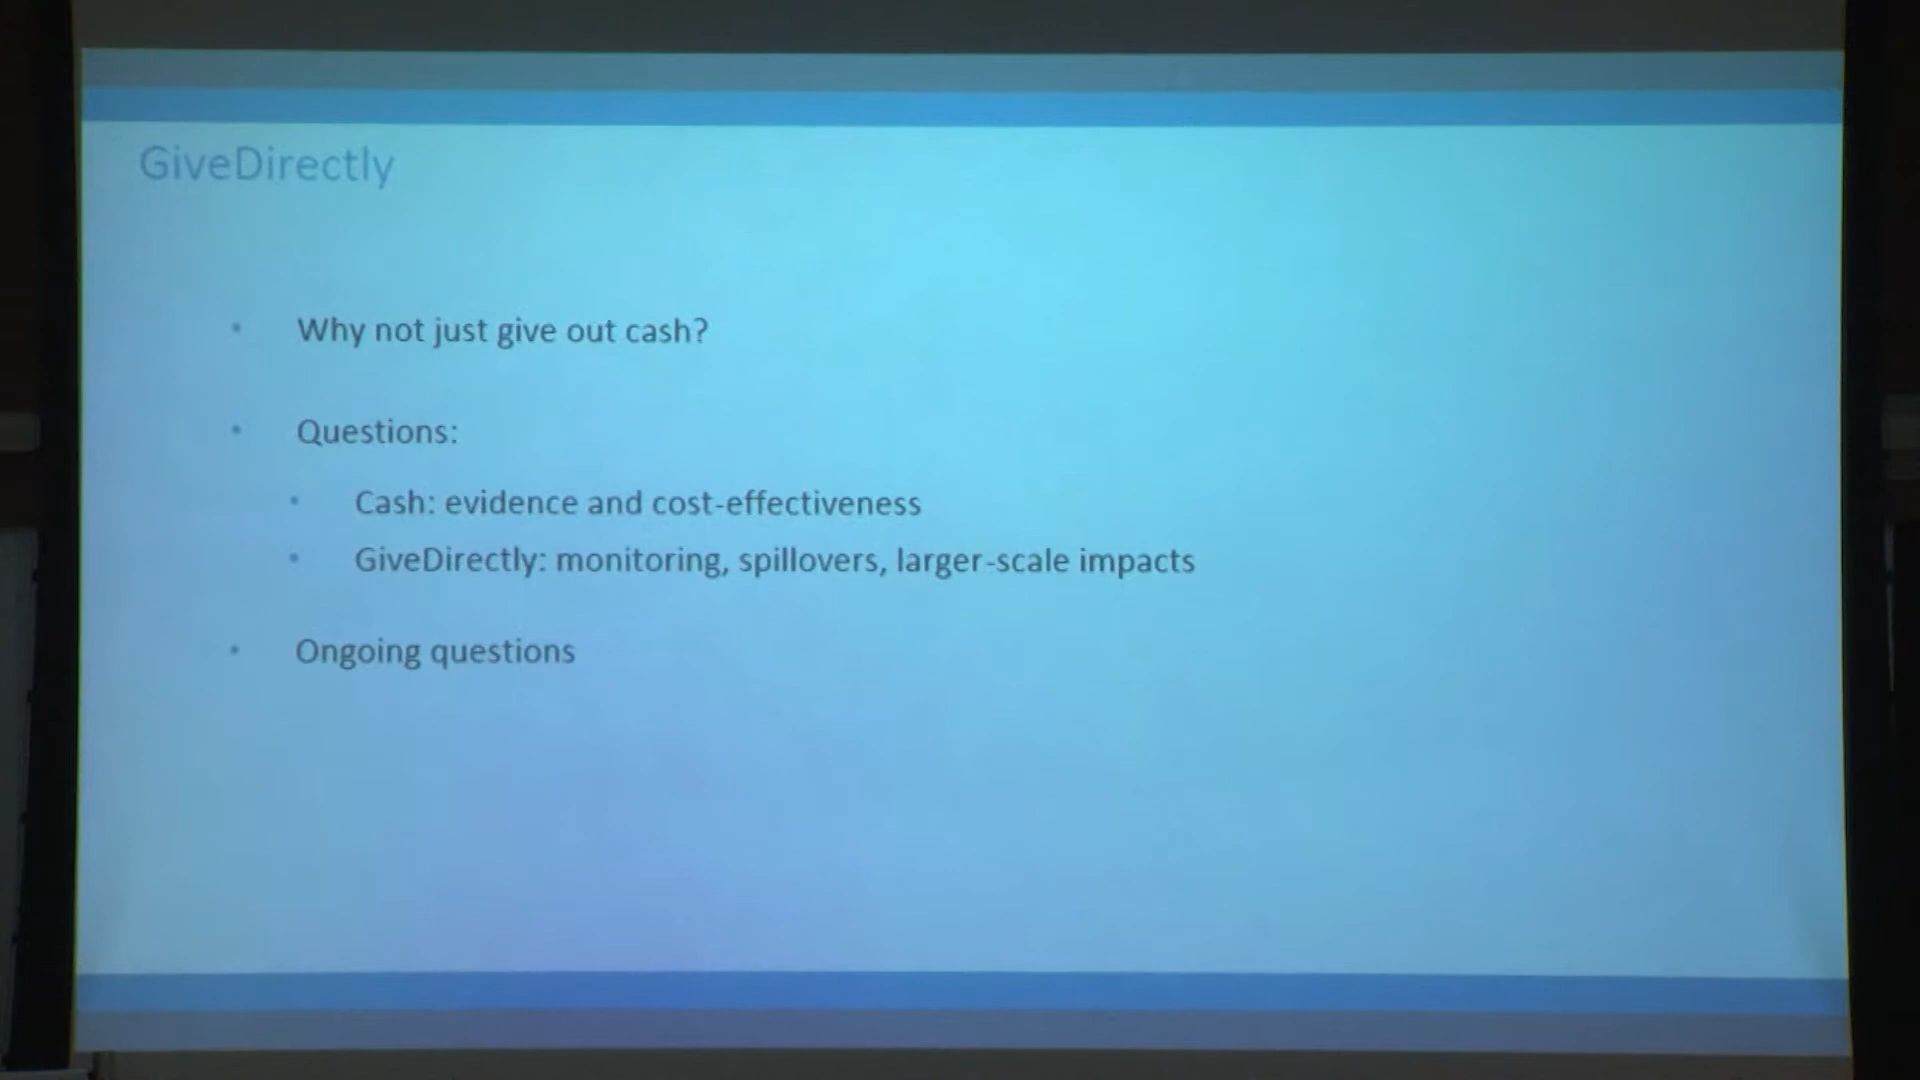 GiveDirectly
• Why not just give out cash?
• Questions:
• Cash: evidence and cost-effectiveness
• GiveDirectly: monitoring, spillovers, larger-scale impacts
• Ongoing questions